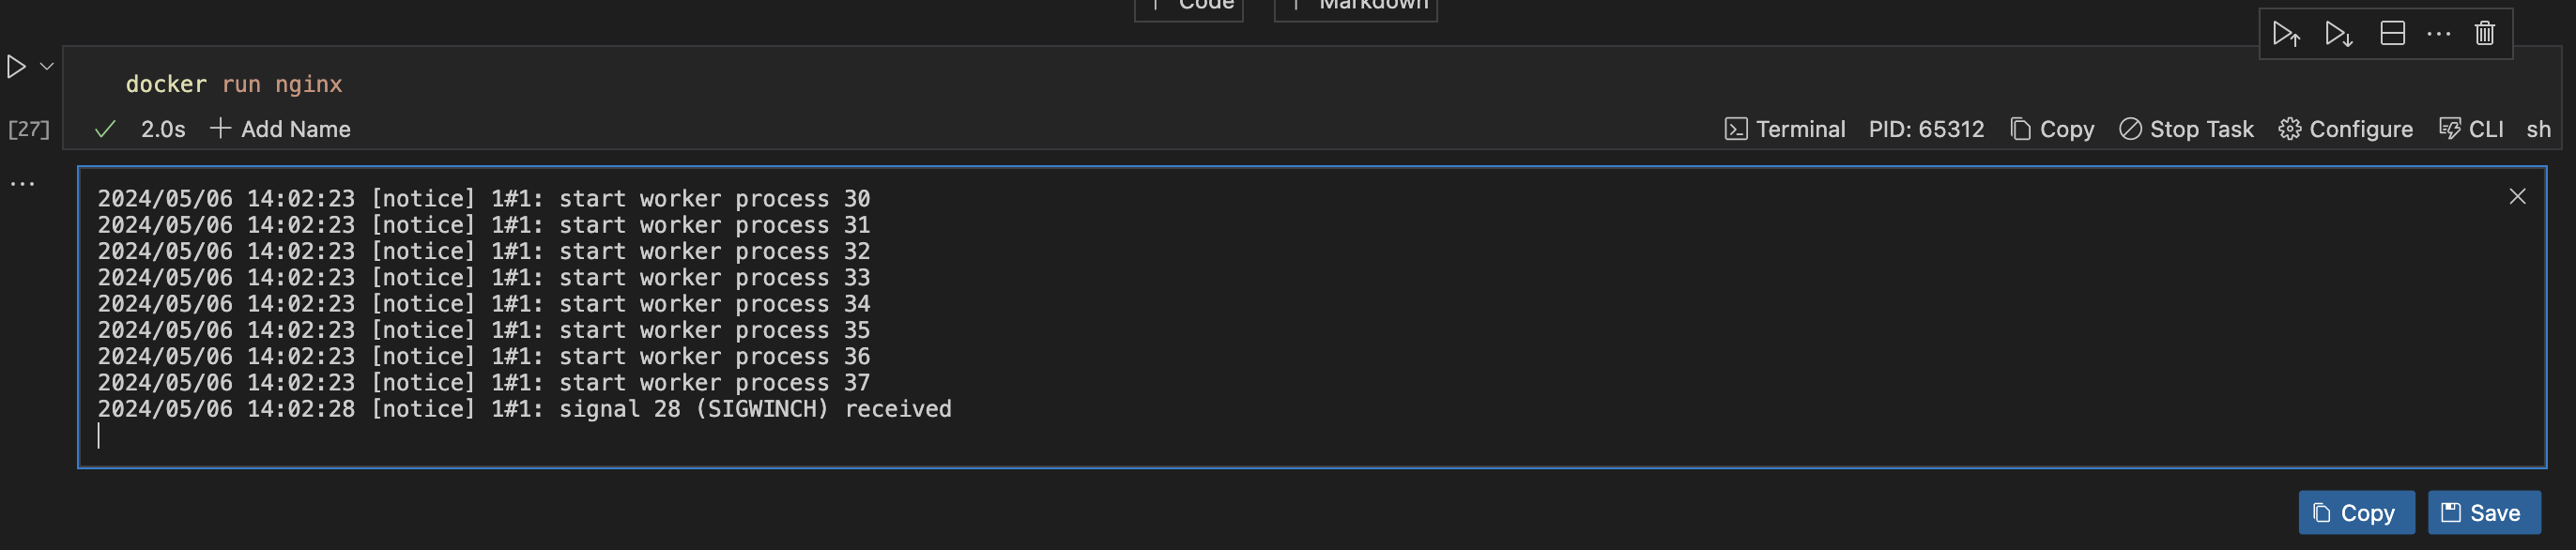 Code Markdown
docker run nginx
[27] 2.0s Add Name Terminal PID: 65312 Copy Stop Task Configure CLI sh
2024/05/06 14:02:23 [notice] 1#1: start worker process 30
2024/05/06 14:02:23 [notice] 1#1: start worker process 31
2024/05/06 14:02:23 [notice] 1#1: start worker process 32
2024/05/06 14:02:23 [notice] 1#1: start worker process 33
2024/05/06 14:02:23 [notice] 1#1: start worker process 34
2024/05/06 14:02:23 [notice] 1#1: start worker process 35
2024/05/06 14:02:23 [notice] 1#1: start worker process 36
2024/05/06 14:02:23 [notice] 1#1: start worker process 37
2024/05/06 14:02:28 [notice] 1#1: signal 28 (SIGWINCH) received
Copy Save